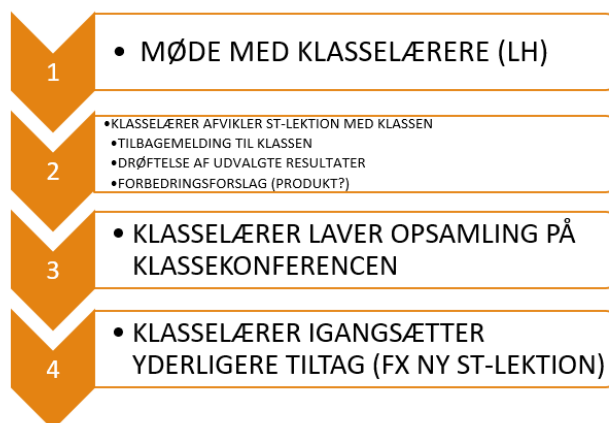 1
• MØDE MED KLASSELÆRERE (LH)
2
•KLASSELÆRER AFVIKLER ST-LEKTION MED KLASSEN
•TILBAGEMELDING TIL KLASSEN
•DRØFTELSE AF UDVALGTE RESULTATER
•FORBEDRINGSFORSLAG (PRODUKT?)
3
• KLASSELÆRER LAVER OPSAMLING PÅ
KLASSEKONFERENCEN
4
• KLASSELÆRER IGANGSÆTTER
YDERLIGERE TILTAG (FX NY ST-LEKTION)